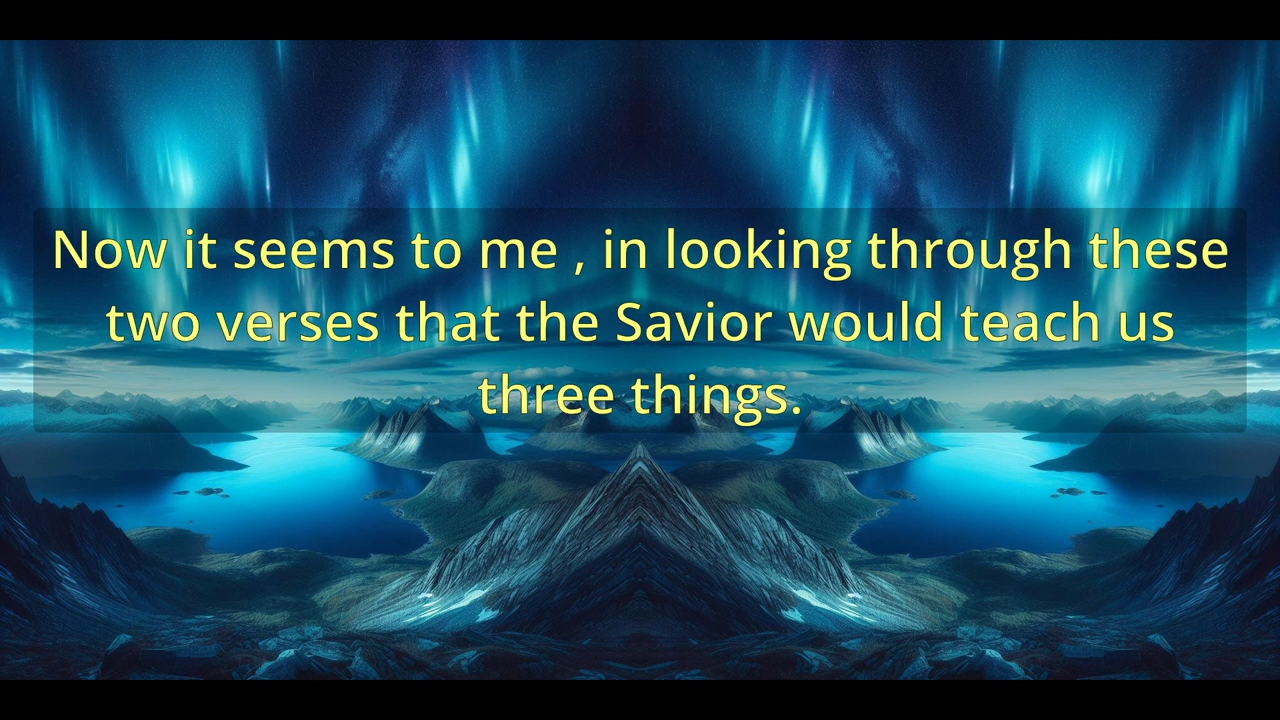 Now it seems to me , in looking through these
two verses that the Savior would teach us
three things.